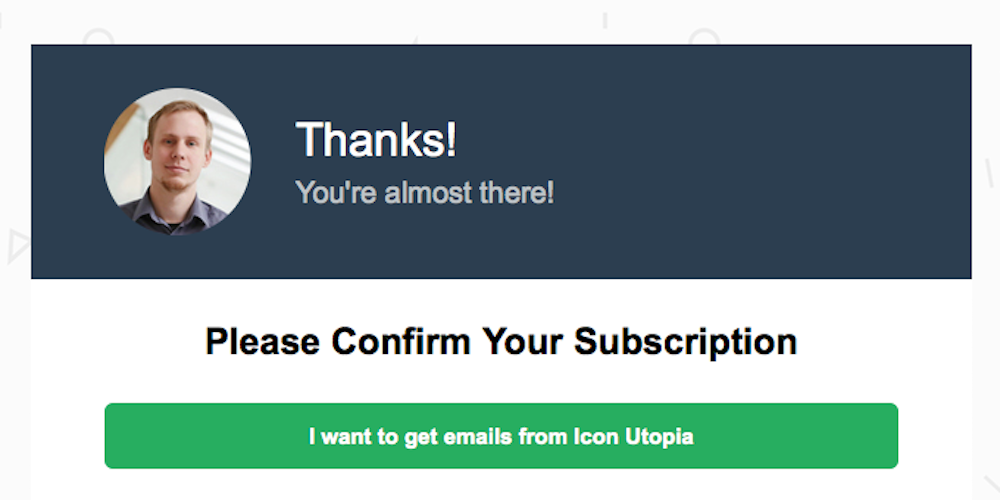 Thanks!
You're almost there!
Please Confirm Your Subscription
I want to get emails from Icon Utopia